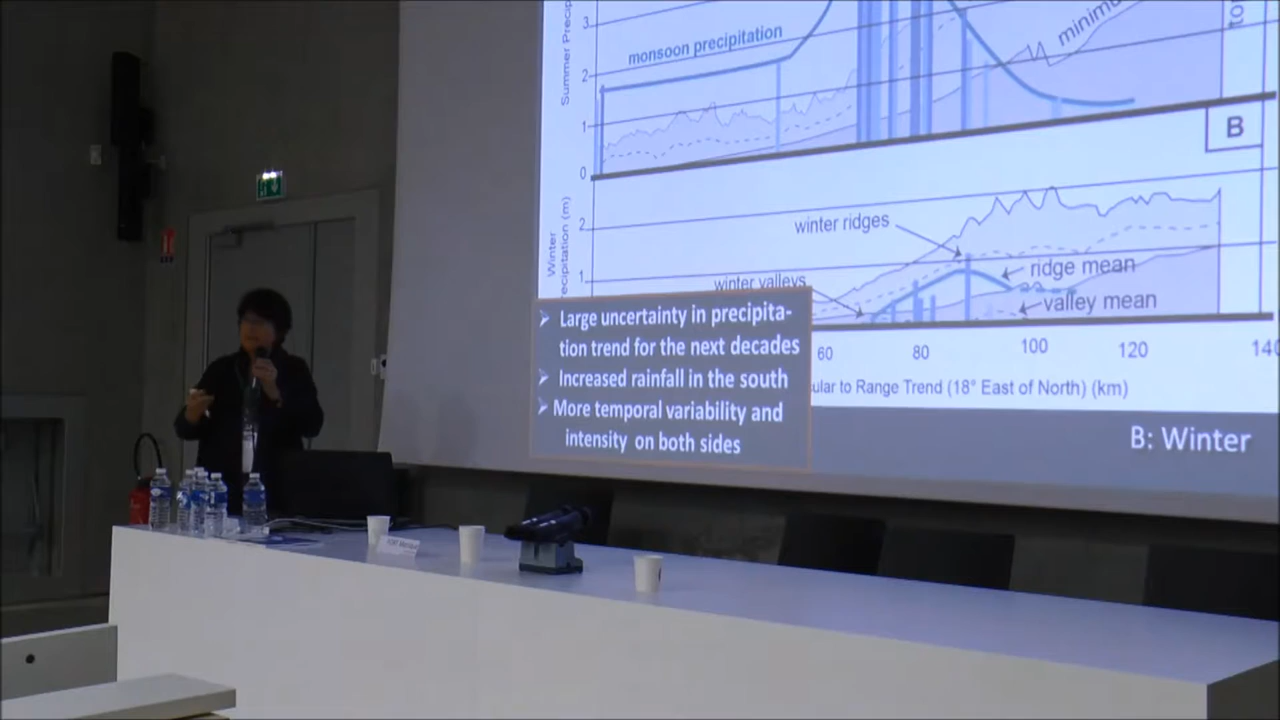 Summer Precip
3
2
1
0
monsoon precipitation
minimu
to
B
Winter
recipitation (m)
2
1
winter ridges
winter valleys
ridge mean
valley mean
60
80
100
120
140
ular to Range Trend (18° East of North) (km)
➢ Large uncertainty in precipita-
tion trend for the next decades
➢ Increased rainfall in the south
➢ More temporal variability and
intensity on both sides
B: Winter